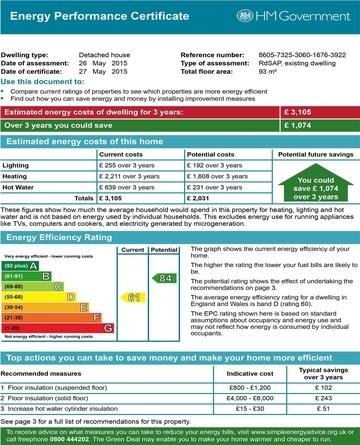 Energy Performance Certificate HM Government
Dwelling type: Detached house Reference number: 8605-7325-3060-1676-3922
Date of assessment: 26 May 2015 Type of assessment: RdSAP, existing dwelling
Date of certificate: 27 May 2015 Total floor area: 93 m²
Use this document to:
• Compare current ratings of properties to see which properties are more energy efficient
• Find out how you can save energy and money by installing improvement measures
Estimated energy costs of dwelling for 3 years: £ 3,105
Over 3 years you could save £ 1,074
Estimated energy costs of this home
Current costs Potential costs Potential future savings
Lighting £ 255 over 3 years £ 192 over 3 years
Heating £ 2,211 over 3 years £ 1,608 over 3 years
Hot Water £ 639 over 3 years £ 231 over 3 years
Totals £ 3,105 £ 2,031
You could
save £ 1,074
over 3 years
These figures show how much the average household would spend in this property for heating, lighting and hot
water and is not based on energy used by individual households. This excludes energy use for running appliances
like TVs, computers and cookers, and electricity generated by microgeneration.
Energy Efficiency Rating
Current Potential
Very energy efficient - lower running costs
(92 plus) A
(81-91) B
(69-80) C
(55-68) D
(39-54) E
(21-38) F
(1-20) G
Not energy efficient - higher running costs
61
84
The graph shows the current energy efficiency of your
home.
The higher the rating the lower your fuel bills are likely to
be.
The potential rating shows the effect of undertaking the
recommendations on page 3.
The average energy efficiency rating for a dwelling in
England and Wales is band D (rating 60).
The EPC rating shown here is based on standard
assumptions about occupancy and energy use and
may not reflect how energy is consumed by individual
occupants.
Top actions you can take to save money and make your home more efficient
Recommended measures Indicative cost Typical savings
over 3 years
1 Floor insulation (suspended floor) £800 - £1,200 £ 102
2 Floor insulation (solid floor) £4,000 - £6,000 £ 243
3 Increase hot water cylinder insulation £15 - £30 £ 51
See page 3 for a full list of recommendations for this property.
To receive advice on what measures you can take to reduce your energy bills, visit www.simpleenergyadvice.org.uk or
call freephone 0800 444202. The Green Deal may enable you to make your home warmer and cheaper to run.